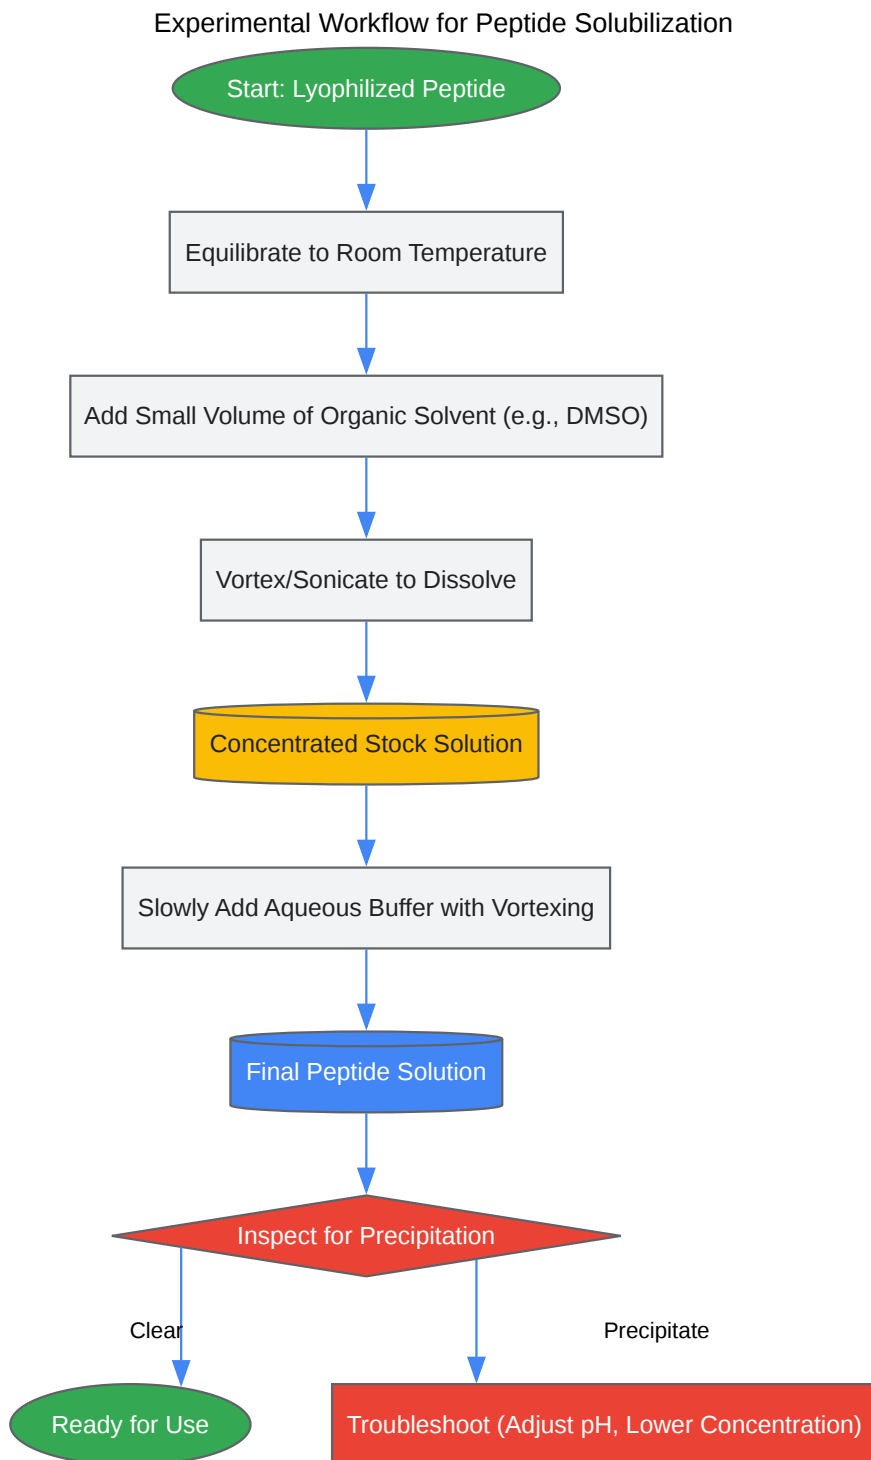 Experimental Workflow for Peptide Solubilization
Start: Lyophilized Peptide
Equilibrate to Room Temperature
Add Small Volume of Organic Solvent (e.g., DMSO)
Vortex/Sonicate to Dissolve
Concentrated Stock Solution
Slowly Add Aqueous Buffer with Vortexing
Final Peptide Solution
Inspect for Precipitation
Clear
Precipitate
Ready for Use
Troubleshoot (Adjust pH, Lower Concentration)